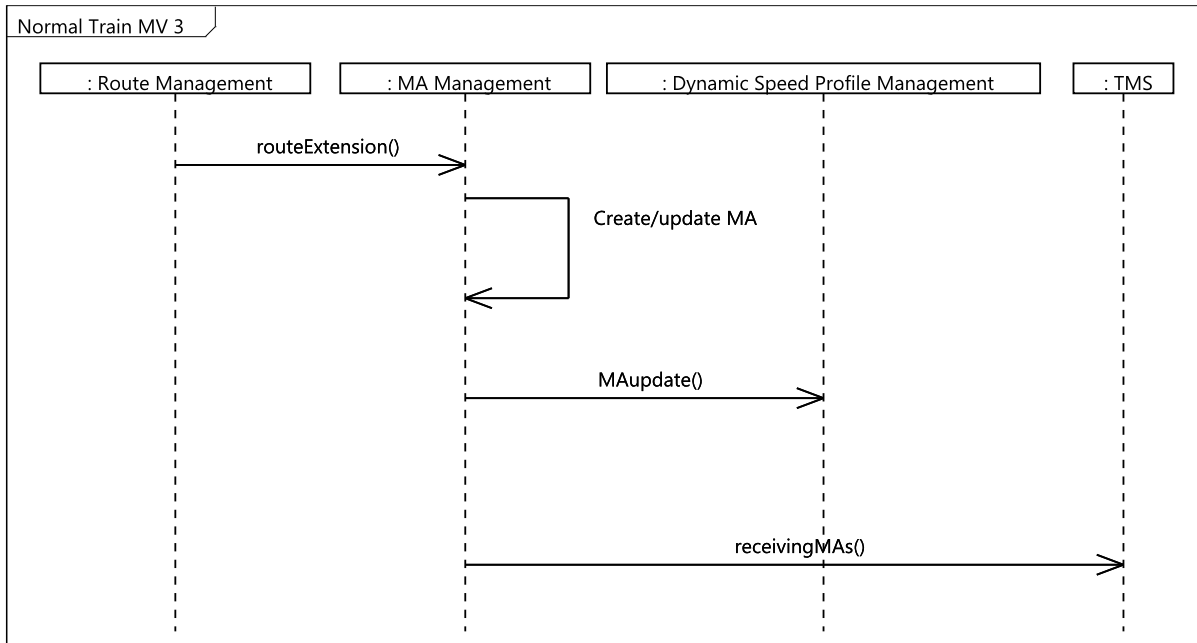 Normal Train MV 3
: Route Management
: MA Management
: Dynamic Speed Profile Management
: TMS
routeExtension()
Create/update MA
MAupdate()
receivingMAs()